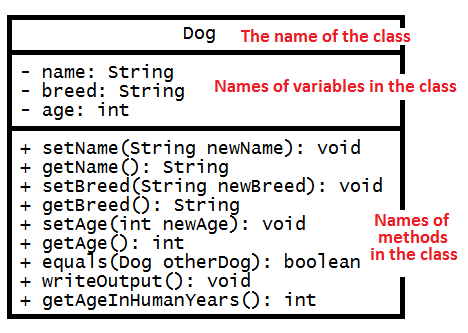 Dog The name of the class
- name: String
- breed: String Names of variables in the class
- age: int
+ setName(String newName): void
+ getName(): String
+ setBreed(String newBreed): void
+ getBreed(): String
+ setAge(int newAge): void
+ getAge(): int
+ equals(Dog otherDog): boolean
+ writeOutput(): void
+ getAgeInHumanYears(): int
Names of
methods
in the class